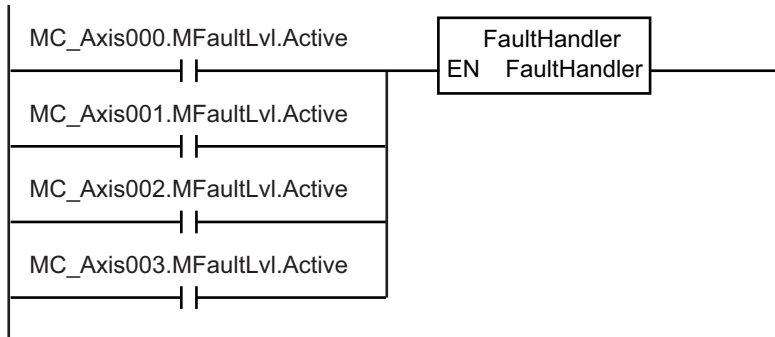 MC_Axis000.MFaultLvl.Active
FaultHandler
EN FaultHandler
MC_Axis001.MFaultLvl.Active
MC_Axis002.MFaultLvl.Active
MC_Axis003.MFaultLvl.Active